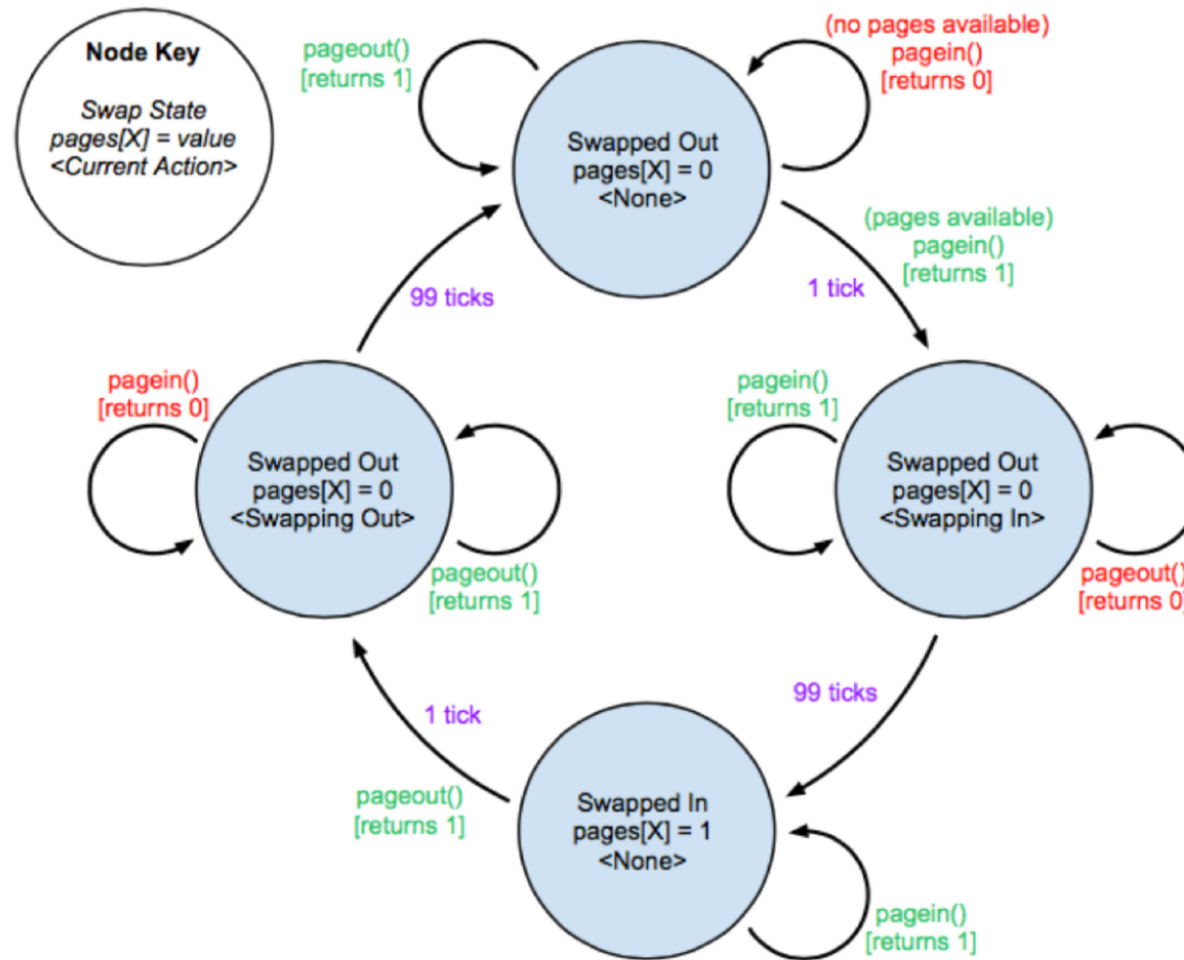 Node Key
Swap State
pages[X] = value
<Current Action>
pageout()
[returns 1]
(no pages available)
pagein()
[returns 0]
Swapped Out
pages[X] = 0
<None>
(pages available)
pagein()
[returns 1]
99 ticks
1 tick
pagein()
[returns 0]
Swapped Out
pages[X] = 0
<Swapping Out>
pageout()
[returns 1]
pagein()
[returns 1]
Swapped Out
pages[X] = 0
<Swapping In>
pageout()
[returns 0]
1 tick
99 ticks
pageout()
[returns 1]
Swapped In
pages[X] = 1
<None>
pagein()
[returns 1]